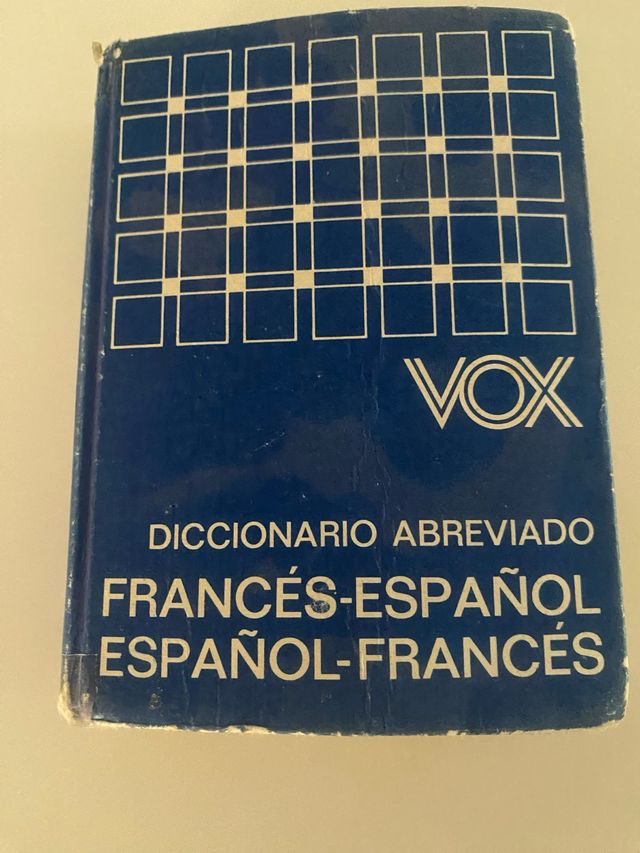 VOX
DICCIONARIO ABREVIADO
FRANCÉS-ESPAÑOL
ESPAÑOL-FRANCÉS